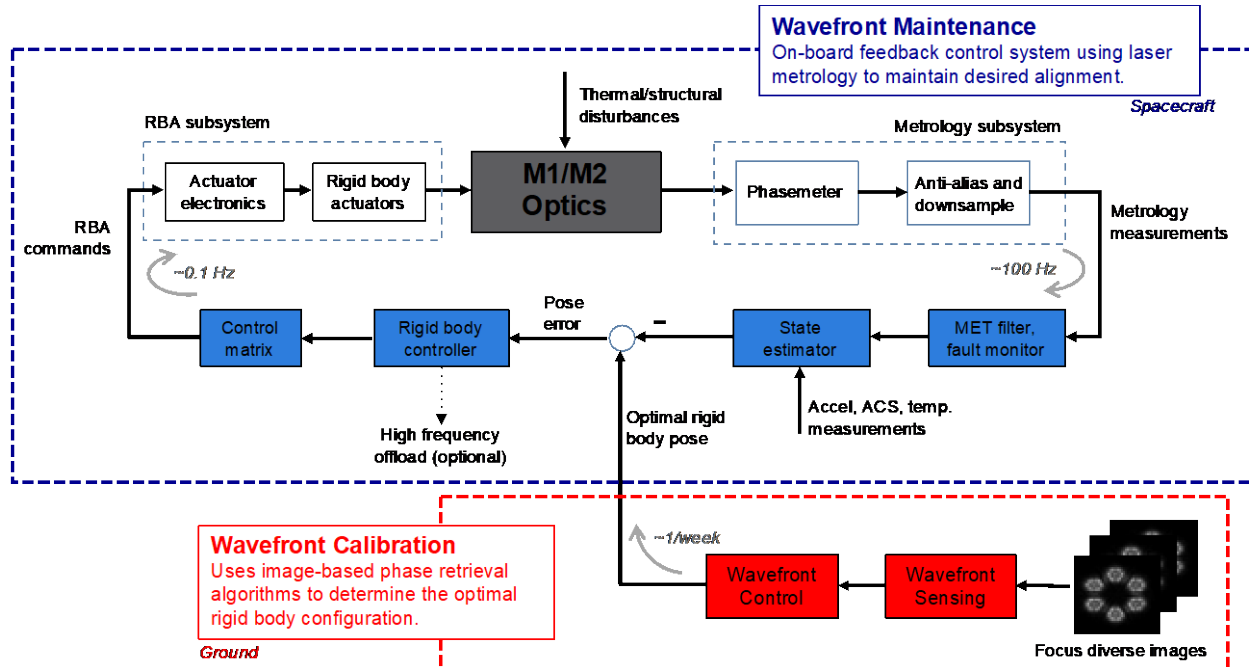 Wavefront Maintenance
On-board feedback control system using laser
metrology to maintain desired alignment.
Spacecraft
Thermal/structural
disturbances
RBA subsystem
Metrology subsystem
Actuator
electronics
Rigid body
actuators
M1/M2
Optics
Phasemeter
Anti-alias and
downsample
RBA
commands
Metrology
measurements
~0.1 Hz
~100 Hz
Pose
error
–
Control
matrix
Rigid body
controller
State
estimator
MET filter,
fault monitor
High frequency
offload (optional)
Optimal rigid
body pose
Accel, ACS, temp.
measurements
Wavefront Calibration
Uses image-based phase retrieval
algorithms to determine the optimal
rigid body configuration.
Ground
~1/week
Wavefront
Control
Wavefront
Sensing
Focus diverse images